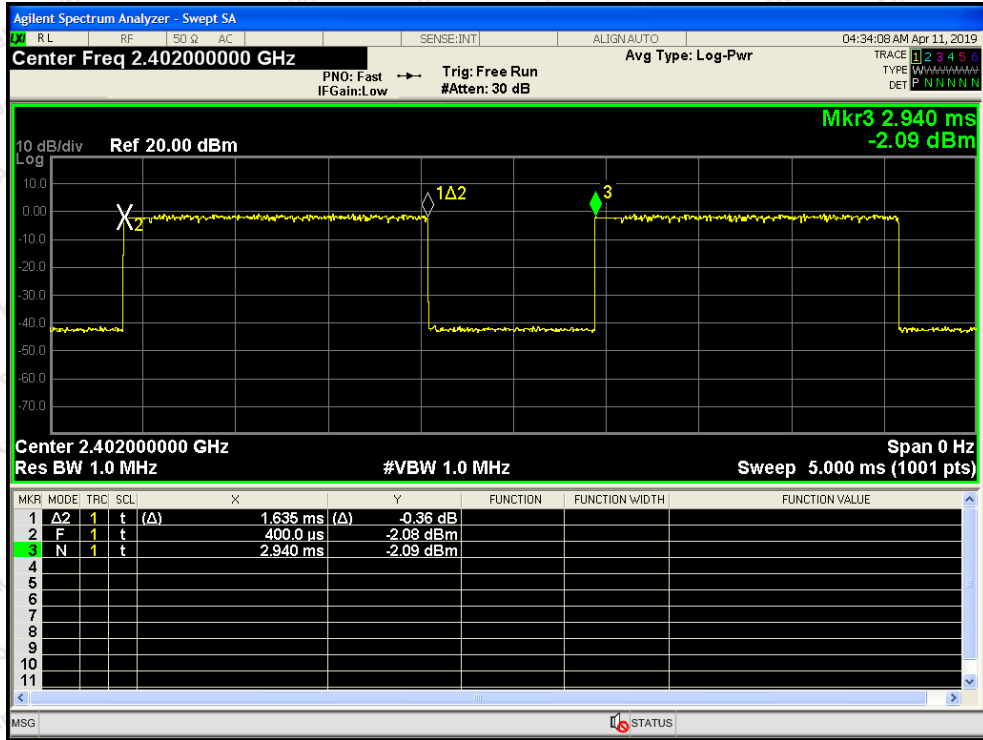 Agilent Spectrum Analyzer - Swept SA
LXI RL RF 50 Ω AC SENSE:INT ALIGN AUTO 04:34:08 AM Apr 11, 2019
Center Freq 2.402000000 GHz Avg Type: Log-Pwr TRACE 1 2 3 4 5 6
PNO: Fast Trig: Free Run TYPE WWWWWW
IFGain:Low #Atten: 30 dB DET P N N N N N
Mkr3 2.940 ms
10 dB/div Ref 20.00 dBm -2.09 dBm
Log
10.0
1Δ2 3
0.00
2
-10.0
-20.0
-30.0
-40.0
-50.0
-60.0
-70.0
Center 2.402000000 GHz Span 0 Hz
Res BW 1.0 MHz #VBW 1.0 MHz Sweep 5.000 ms (1001 pts)
MKR MODE TRC SCL X Y FUNCTION FUNCTION WIDTH FUNCTION VALUE
1 Δ2 1 t (Δ) 1.635 ms (Δ) -0.36 dB
2 F 1 t 400.0 µs -2.08 dBm
3 N 1 t 2.940 ms -2.09 dBm
4
5
6
7
8
9
10
11
MSG STATUS